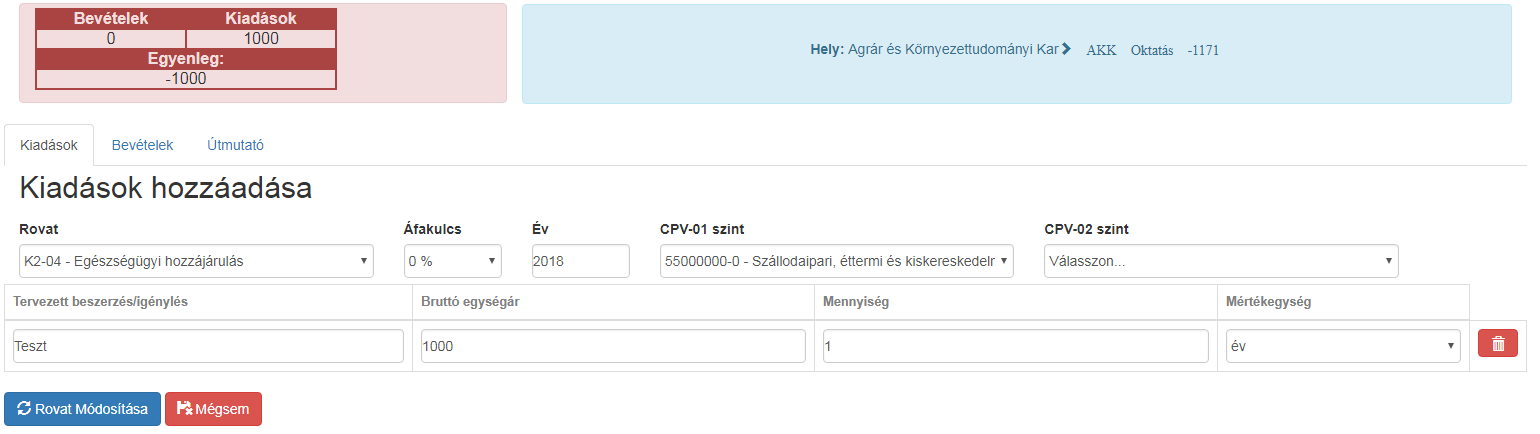 Bevételek Kiadások
0 1000
Egyenleg:
-1000
Hely: Agrár és Környezettudományi Kar AKK Oktatás -1171
Kiadások Bevételek Útmutató
Kiadások hozzáadása
Rovat Áfakulcs Év CPV-01 szint CPV-02 szint
K2-04 - Egészségügyi hozzájárulás 0 % 2018 55000000-0 - Szállodaipari, éttermi és kiskereskedelr Válasszon...
Tervezett beszerzés/igénylés Bruttó egységár Mennyiség Mértékegység
Teszt 1000 1 év
Rovat Módosítása Mégsem